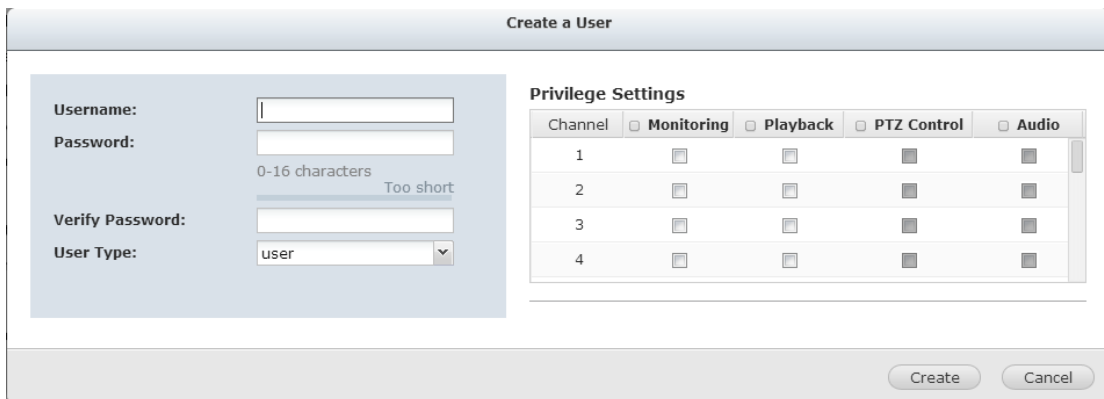 Create a User
Username:
Password:
0-16 characters
Too short
Verify Password:
User Type:
user
Privilege Settings
Channel Monitoring Playback PTZ Control Audio
1
2
3
4
Create Cancel